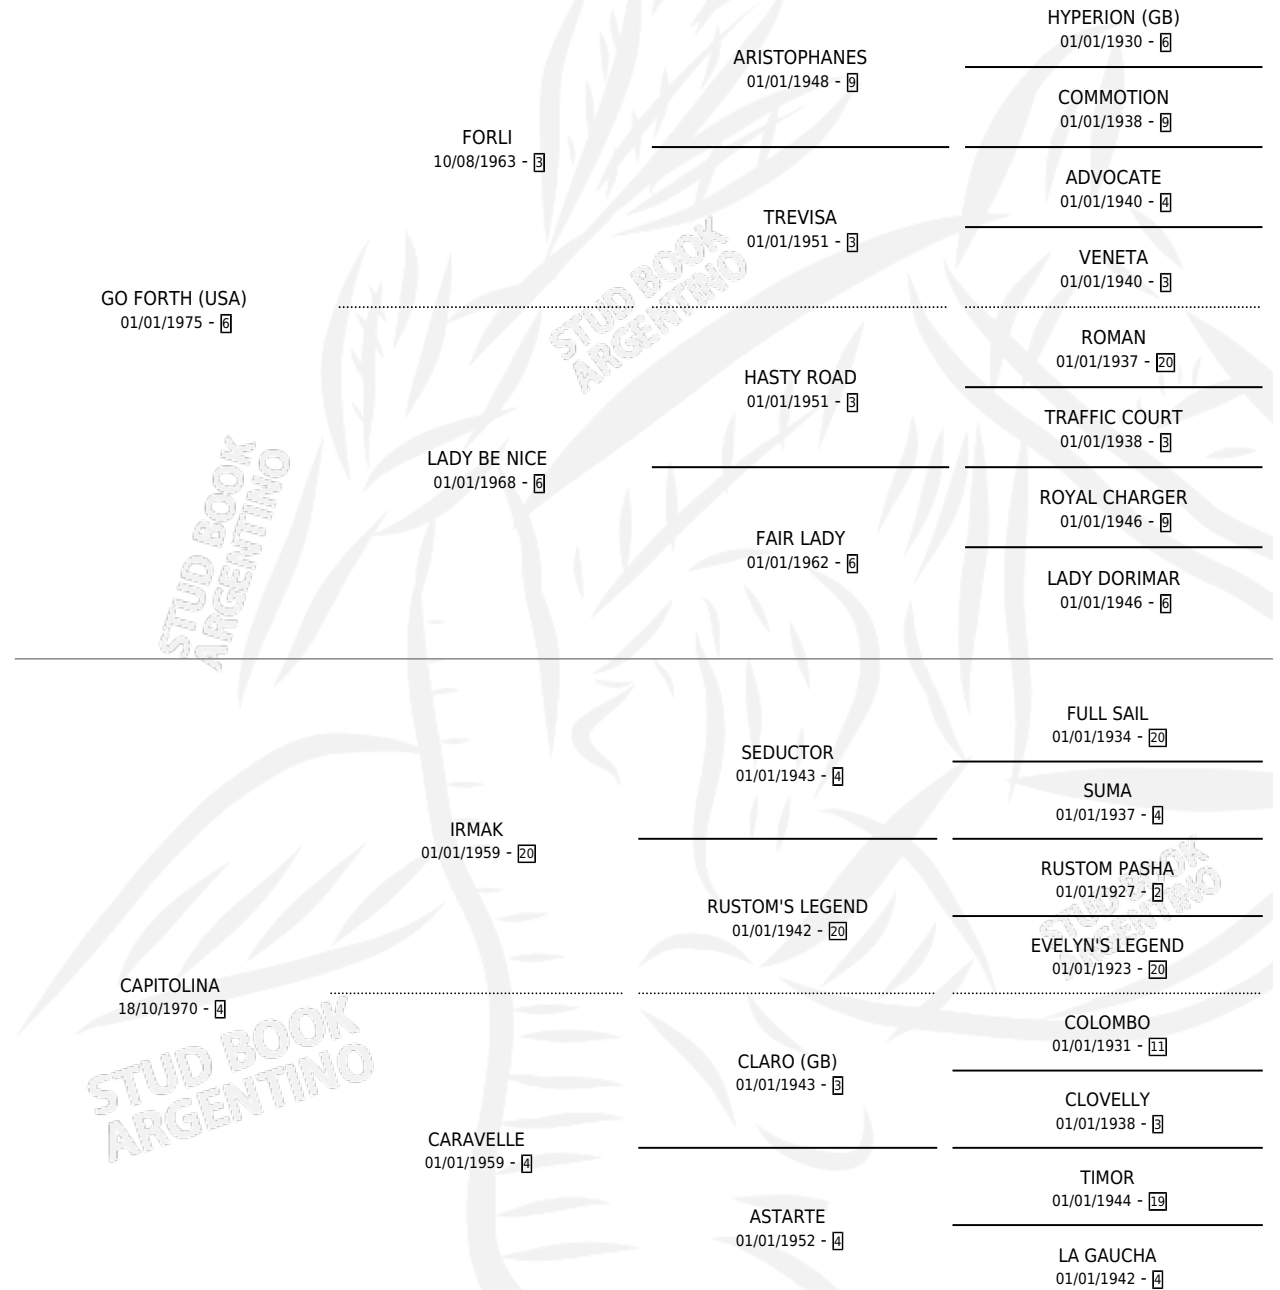 HYPERION (GB)
01/01/1930 - 6
ARISTOPHANES
01/01/1948 - 9
COMMOTION
01/01/1938 - 9
FORLI
10/08/1963 - 3
ADVOCATE
01/01/1940 - 4
TREVISA
01/01/1951 - 3
VENETA
01/01/1940 - 3
GO FORTH (USA)
01/01/1975 - 6
ROMAN
01/01/1937 - 20
HASTY ROAD
01/01/1951 - 3
TRAFFIC COURT
01/01/1938 - 3
LADY BE NICE
01/01/1968 - 6
ROYAL CHARGER
01/01/1946 - 9
FAIR LADY
01/01/1962 - 6
LADY DORIMAR
01/01/1946 - 6
FULL SAIL
01/01/1934 - 20
SEDUCTOR
01/01/1943 - 4
SUMA
01/01/1937 - 4
IRMAK
01/01/1959 - 20
RUSTOM PASHA
01/01/1927 - 2
RUSTOM'S LEGEND
01/01/1942 - 20
EVELYN'S LEGEND
01/01/1923 - 20
CAPITOLINA
18/10/1970 - 4
COLOMBO
01/01/1931 - 11
CLARO (GB)
01/01/1943 - 3
CLOVELLY
01/01/1938 - 3
CARAVELLE
01/01/1959 - 4
TIMOR
01/01/1944 - 19
ASTARTE
01/01/1952 - 4
LA GAUCHA
01/01/1942 - 4
STUD BOOK
ARGENTINO
STUD BOOK
ARGENTINO
STUD BOOK
ARGENTINO
STUD BOOK
ARGENTINO